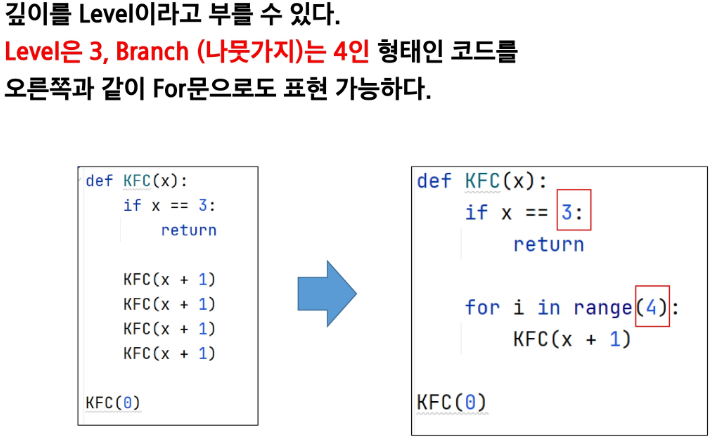 깊이를 Level이라고 부를 수 있다.
Level은 3, Branch (나뭇가지)는 4인 형태인 코드를
오른쪽과 같이 For문으로도 표현 가능하다.
def KFC(x):
if x == 3:
return
KFC(x + 1)
KFC(x + 1)
KFC(x + 1)
KFC(x + 1)
KFC(0)
def KFC(x):
if x == 3:
return
for i in range(4):
KFC(x + 1)
KFC(0)